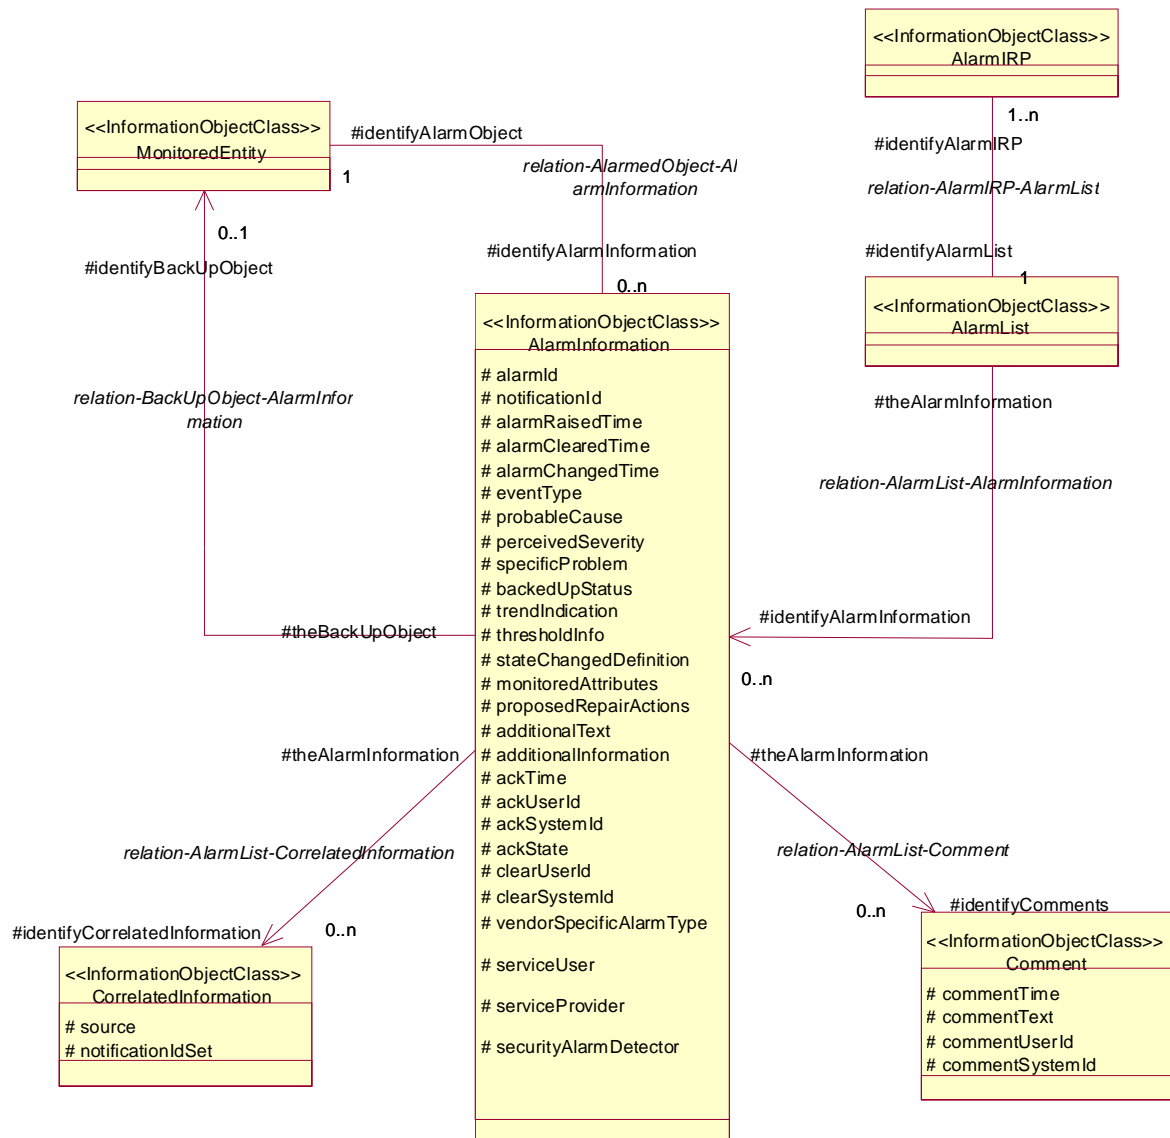 <<InformationObjectClass>>
AlarmIRP
1..n
#identifyAlarmIRP
relation-AlarmIRP-AlarmList
#identifyAlarmList
1
<<InformationObjectClass>>
AlarmList
#theAlarmInformation
relation-AlarmList-AlarmInformation
#identifyAlarmInformation
0..n
<<InformationObjectClass>>
MonitoredEntity
#identifyAlarmObject
1
relation-AlarmedObject-Al
armInformation
#identifyAlarmInformation
0..n
0..1
#identifyBackUpObject
relation-BackUpObject-AlarmInfor
mation
#theBackUpObject
<<InformationObjectClass>>
AlarmInformation
# alarmId
# notificationId
# alarmRaisedTime
# alarmClearedTime
# alarmChangedTime
# eventType
# probableCause
# perceivedSeverity
# specificProblem
# backedUpStatus
# trendIndication
# thresholdInfo
# stateChangedDefinition
# monitoredAttributes
# proposedRepairActions
# additionalText
# additionalInformation
# ackTime
# ackUserId
# ackSystemId
# ackState
# clearUserId
# clearSystemId
# vendorSpecificAlarmType
# serviceUser
# serviceProvider
# securityAlarmDetector
#theAlarmInformation
relation-AlarmList-CorrelatedInformation
0..n
#identifyCorrelatedInformation
<<InformationObjectClass>>
CorrelatedInformation
# source
# notificationIdSet
#theAlarmInformation
relation-AlarmList-Comment
0..n
#identifyComments
<<InformationObjectClass>>
Comment
# commentTime
# commentText
# commentUserId
# commentSystemId